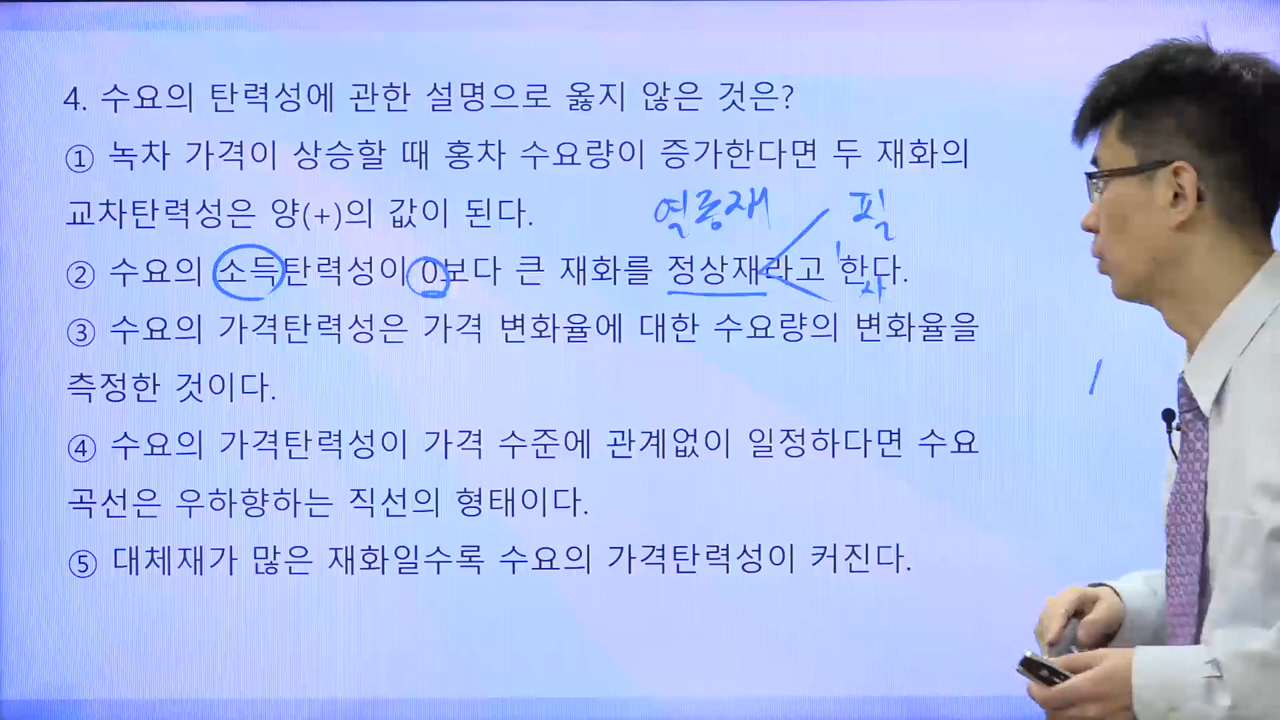 4. 수요의 탄력성에 관한 설명으로 옳지 않은 것은?
① 녹차 가격이 상승할 때 홍차 수요량이 증가한다면 두 재화의
교차탄력성은 양(+)의 값이 된다.
열등재 필
② 수요의 소득탄력성이 0보다 큰 재화를 정상재라고 한다.
사
③ 수요의 가격탄력성은 가격 변화율에 대한 수요량의 변화율을
측정한 것이다.
④ 수요의 가격탄력성이 가격 수준에 관계없이 일정하다면 수요
곡선은 우하향하는 직선의 형태이다.
⑤ 대체재가 많은 재화일수록 수요의 가격탄력성이 커진다.